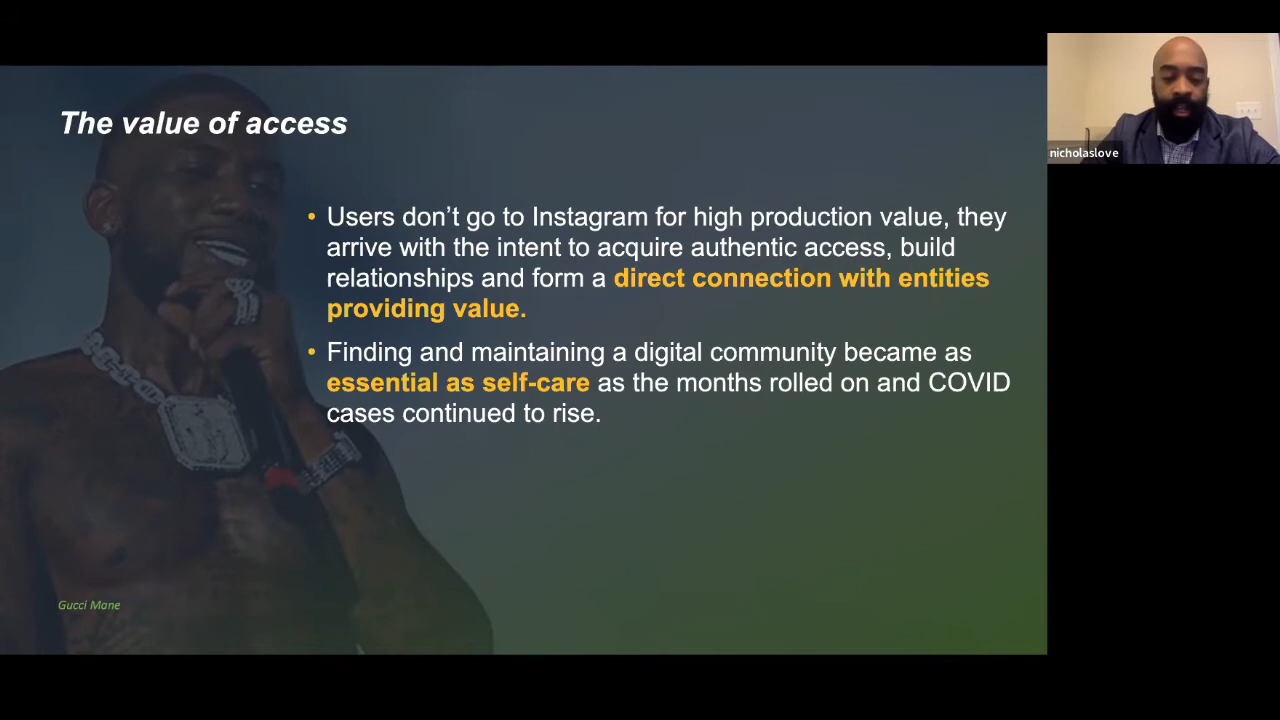 The value of access
• Users don’t go to Instagram for high production value, they
arrive with the intent to acquire authentic access, build
relationships and form a direct connection with entities
providing value.
• Finding and maintaining a digital community became as
essential as self-care as the months rolled on and COVID
cases continued to rise.
Gucci Mane
nicholaslove